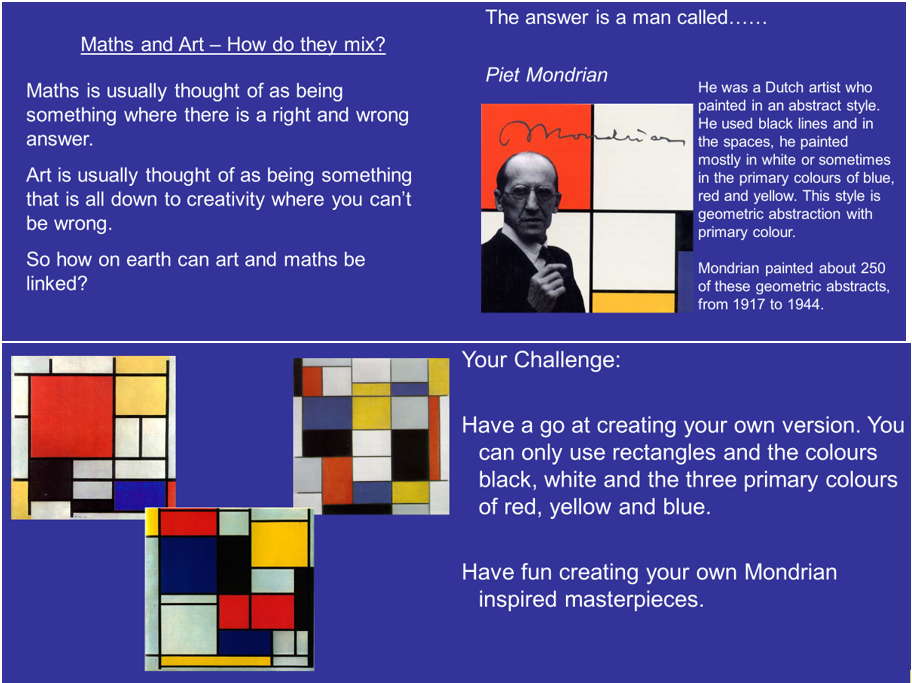 Maths and Art – How do they mix?
Maths is usually thought of as being
something where there is a right and wrong
answer.
Art is usually thought of as being something
that is all down to creativity where you can’t
be wrong.
So how on earth can art and maths be
linked?
The answer is a man called……
Piet Mondrian
Mondrian
He was a Dutch artist who
painted in an abstract style.
He used black lines and in
the spaces, he painted
mostly in white or sometimes
in the primary colours of blue,
red and yellow. This style is
geometric abstraction with
primary colour.
Mondrian painted about 250
of these geometric abstracts,
from 1917 to 1944.
Your Challenge:
Have a go at creating your own version. You
can only use rectangles and the colours
black, white and the three primary colours
of red, yellow and blue.
Have fun creating your own Mondrian
inspired masterpieces.